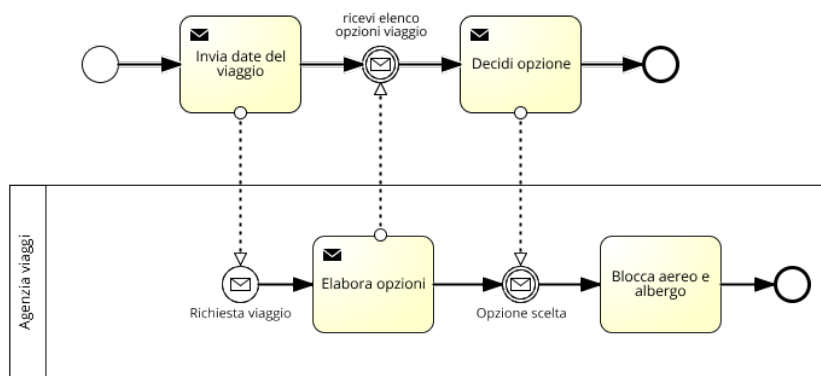 ricevi elenco
opzioni viaggio
Invia date del
viaggio
Decidi opzione
Agenzia viaggi
Elabora opzioni
Blocca aereo e
albergo
Richiesta viaggio
Opzione scelta